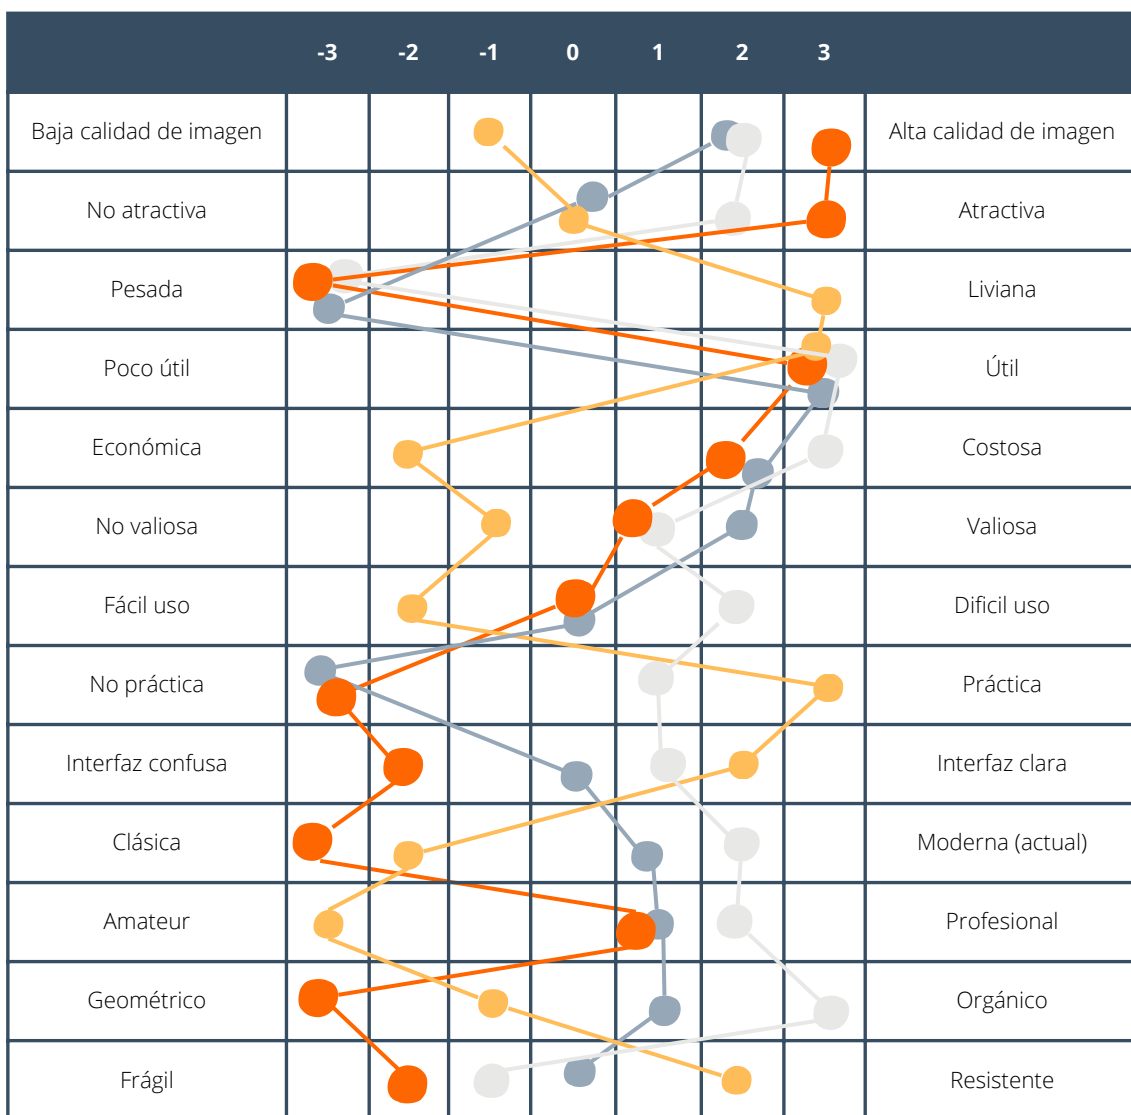 -3 -2 -1 0 1 2 3
Baja calidad de imagen Alta calidad de imagen
No atractiva Atractiva
Pesada Liviana
Poco útil Útil
Económica Costosa
No valiosa Valiosa
Fácil uso Dificil uso
No práctica Práctica
Interfaz confusa Interfaz clara
Clásica Moderna (actual)
Amateur Profesional
Geométrico Orgánico
Frágil Resistente